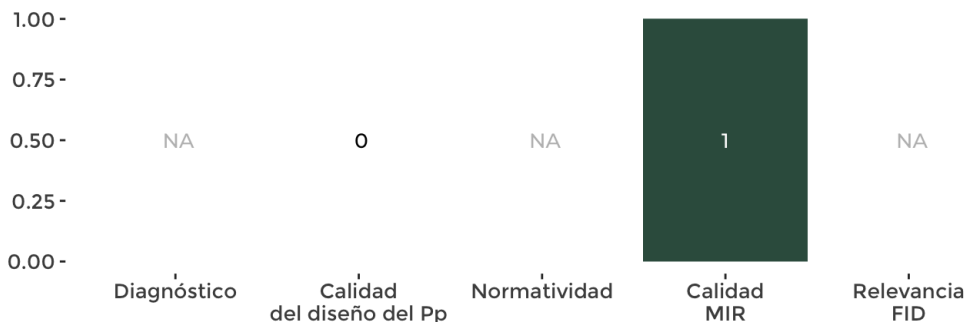 1.00
0.75
0.50
0.25
0.00
NA
0
NA
1
NA
Diagnóstico
Calidad
del diseño del Pp
Normatividad
Calidad
MIR
Relevancia
FID